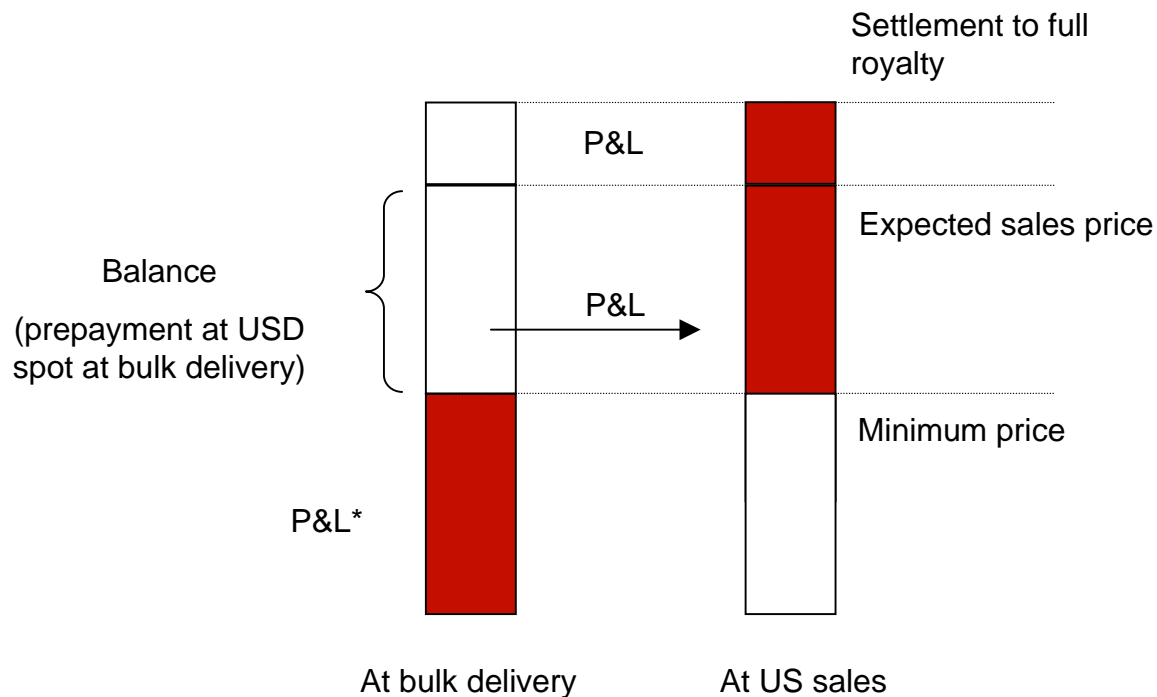 Settlement to full
royalty
P&L
Expected sales price
Balance
(prepayment at USD
spot at bulk delivery)
P&L
Minimum price
P&L*
At bulk delivery
At US sales